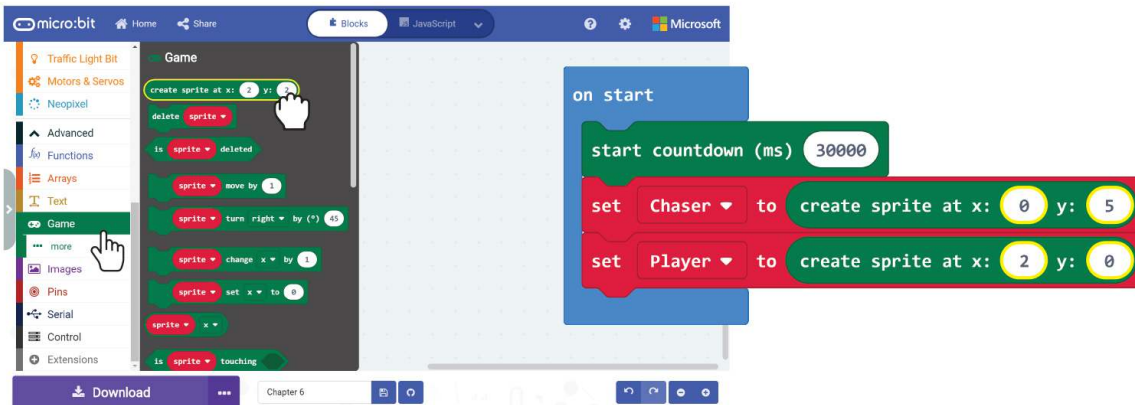 micro:bit Home Share Blocks JavaScript Microsoft
Traffic Light Bit
Motors & Servos
Neopixel
Advanced
Functions
Arrays
Text
Game
more
Images
Pins
Serial
Control
Extensions
Game
create sprite at x: 2 y: 2
delete sprite
is sprite deleted
sprite move by 1
sprite turn right by (°) 45
sprite change x by 1
sprite set x to 0
sprite x
is sprite touching
on start
start countdown (ms) 30000
set Chaser to create sprite at x: 0 y: 5
set Player to create sprite at x: 2 y: 0
Download Chapter 6